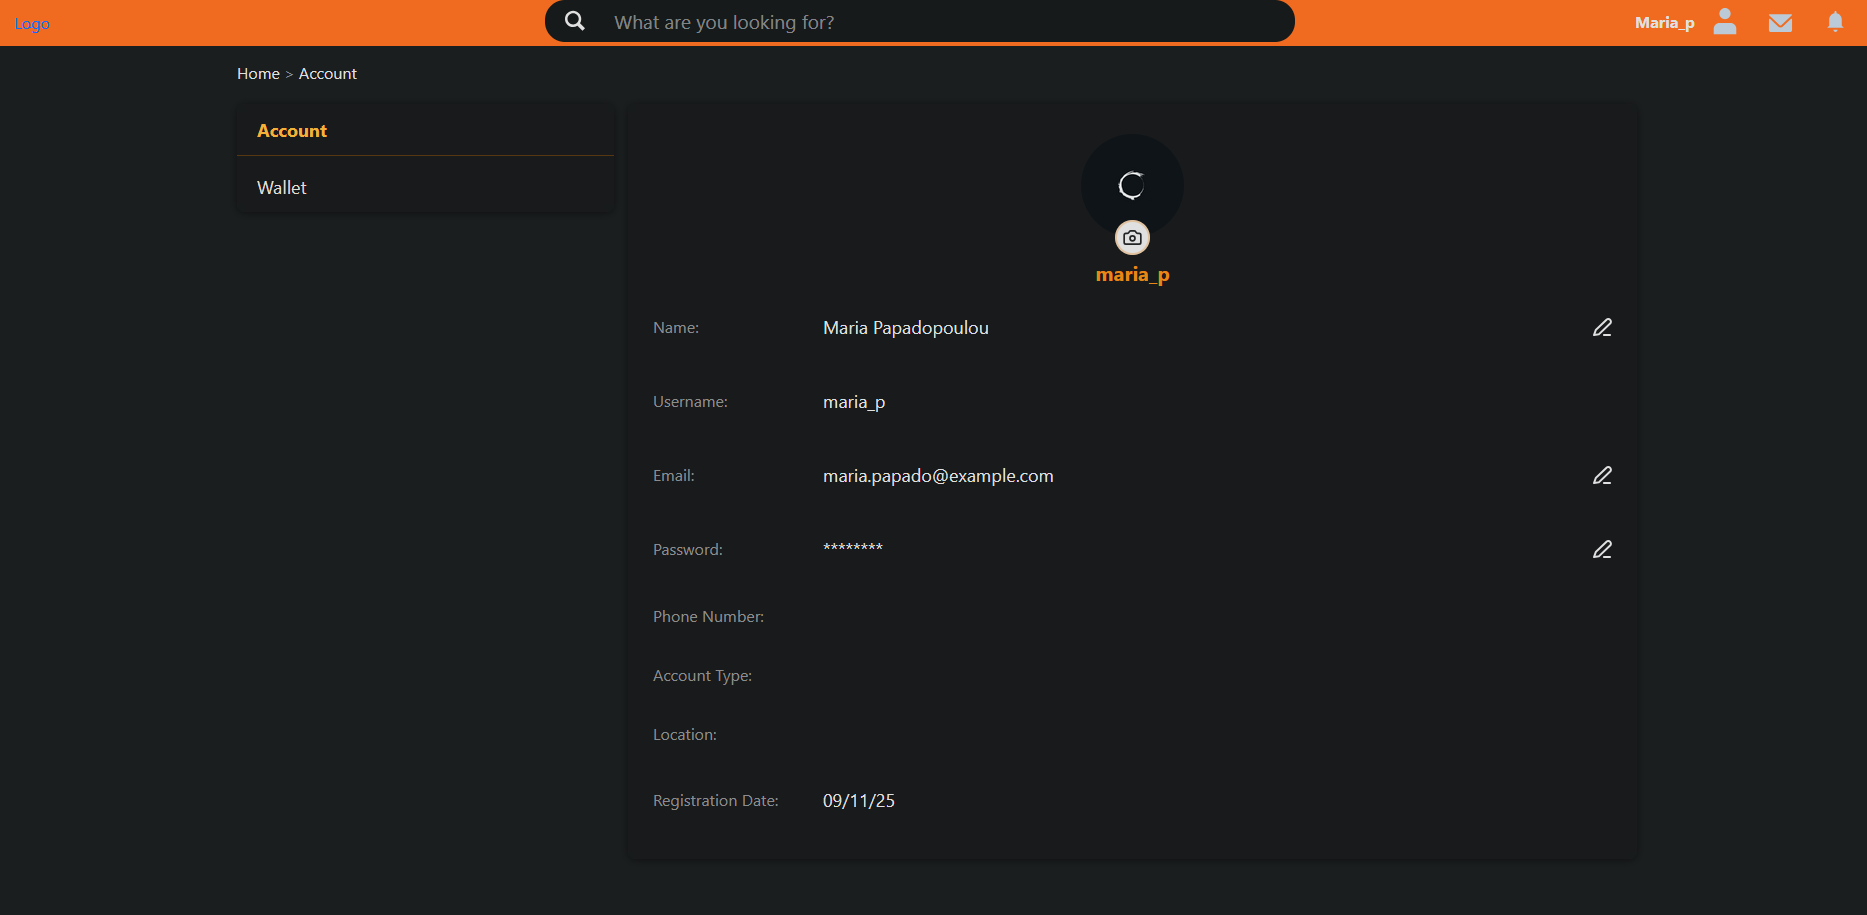 Logo
What are you looking for?
Maria_p
Home > Account
Account
Wallet
maria_p
Name: Maria Papadopoulou
Username: maria_p
Email: maria.papado@example.com
Password: ********
Phone Number:
Account Type:
Location:
Registration Date: 09/11/25